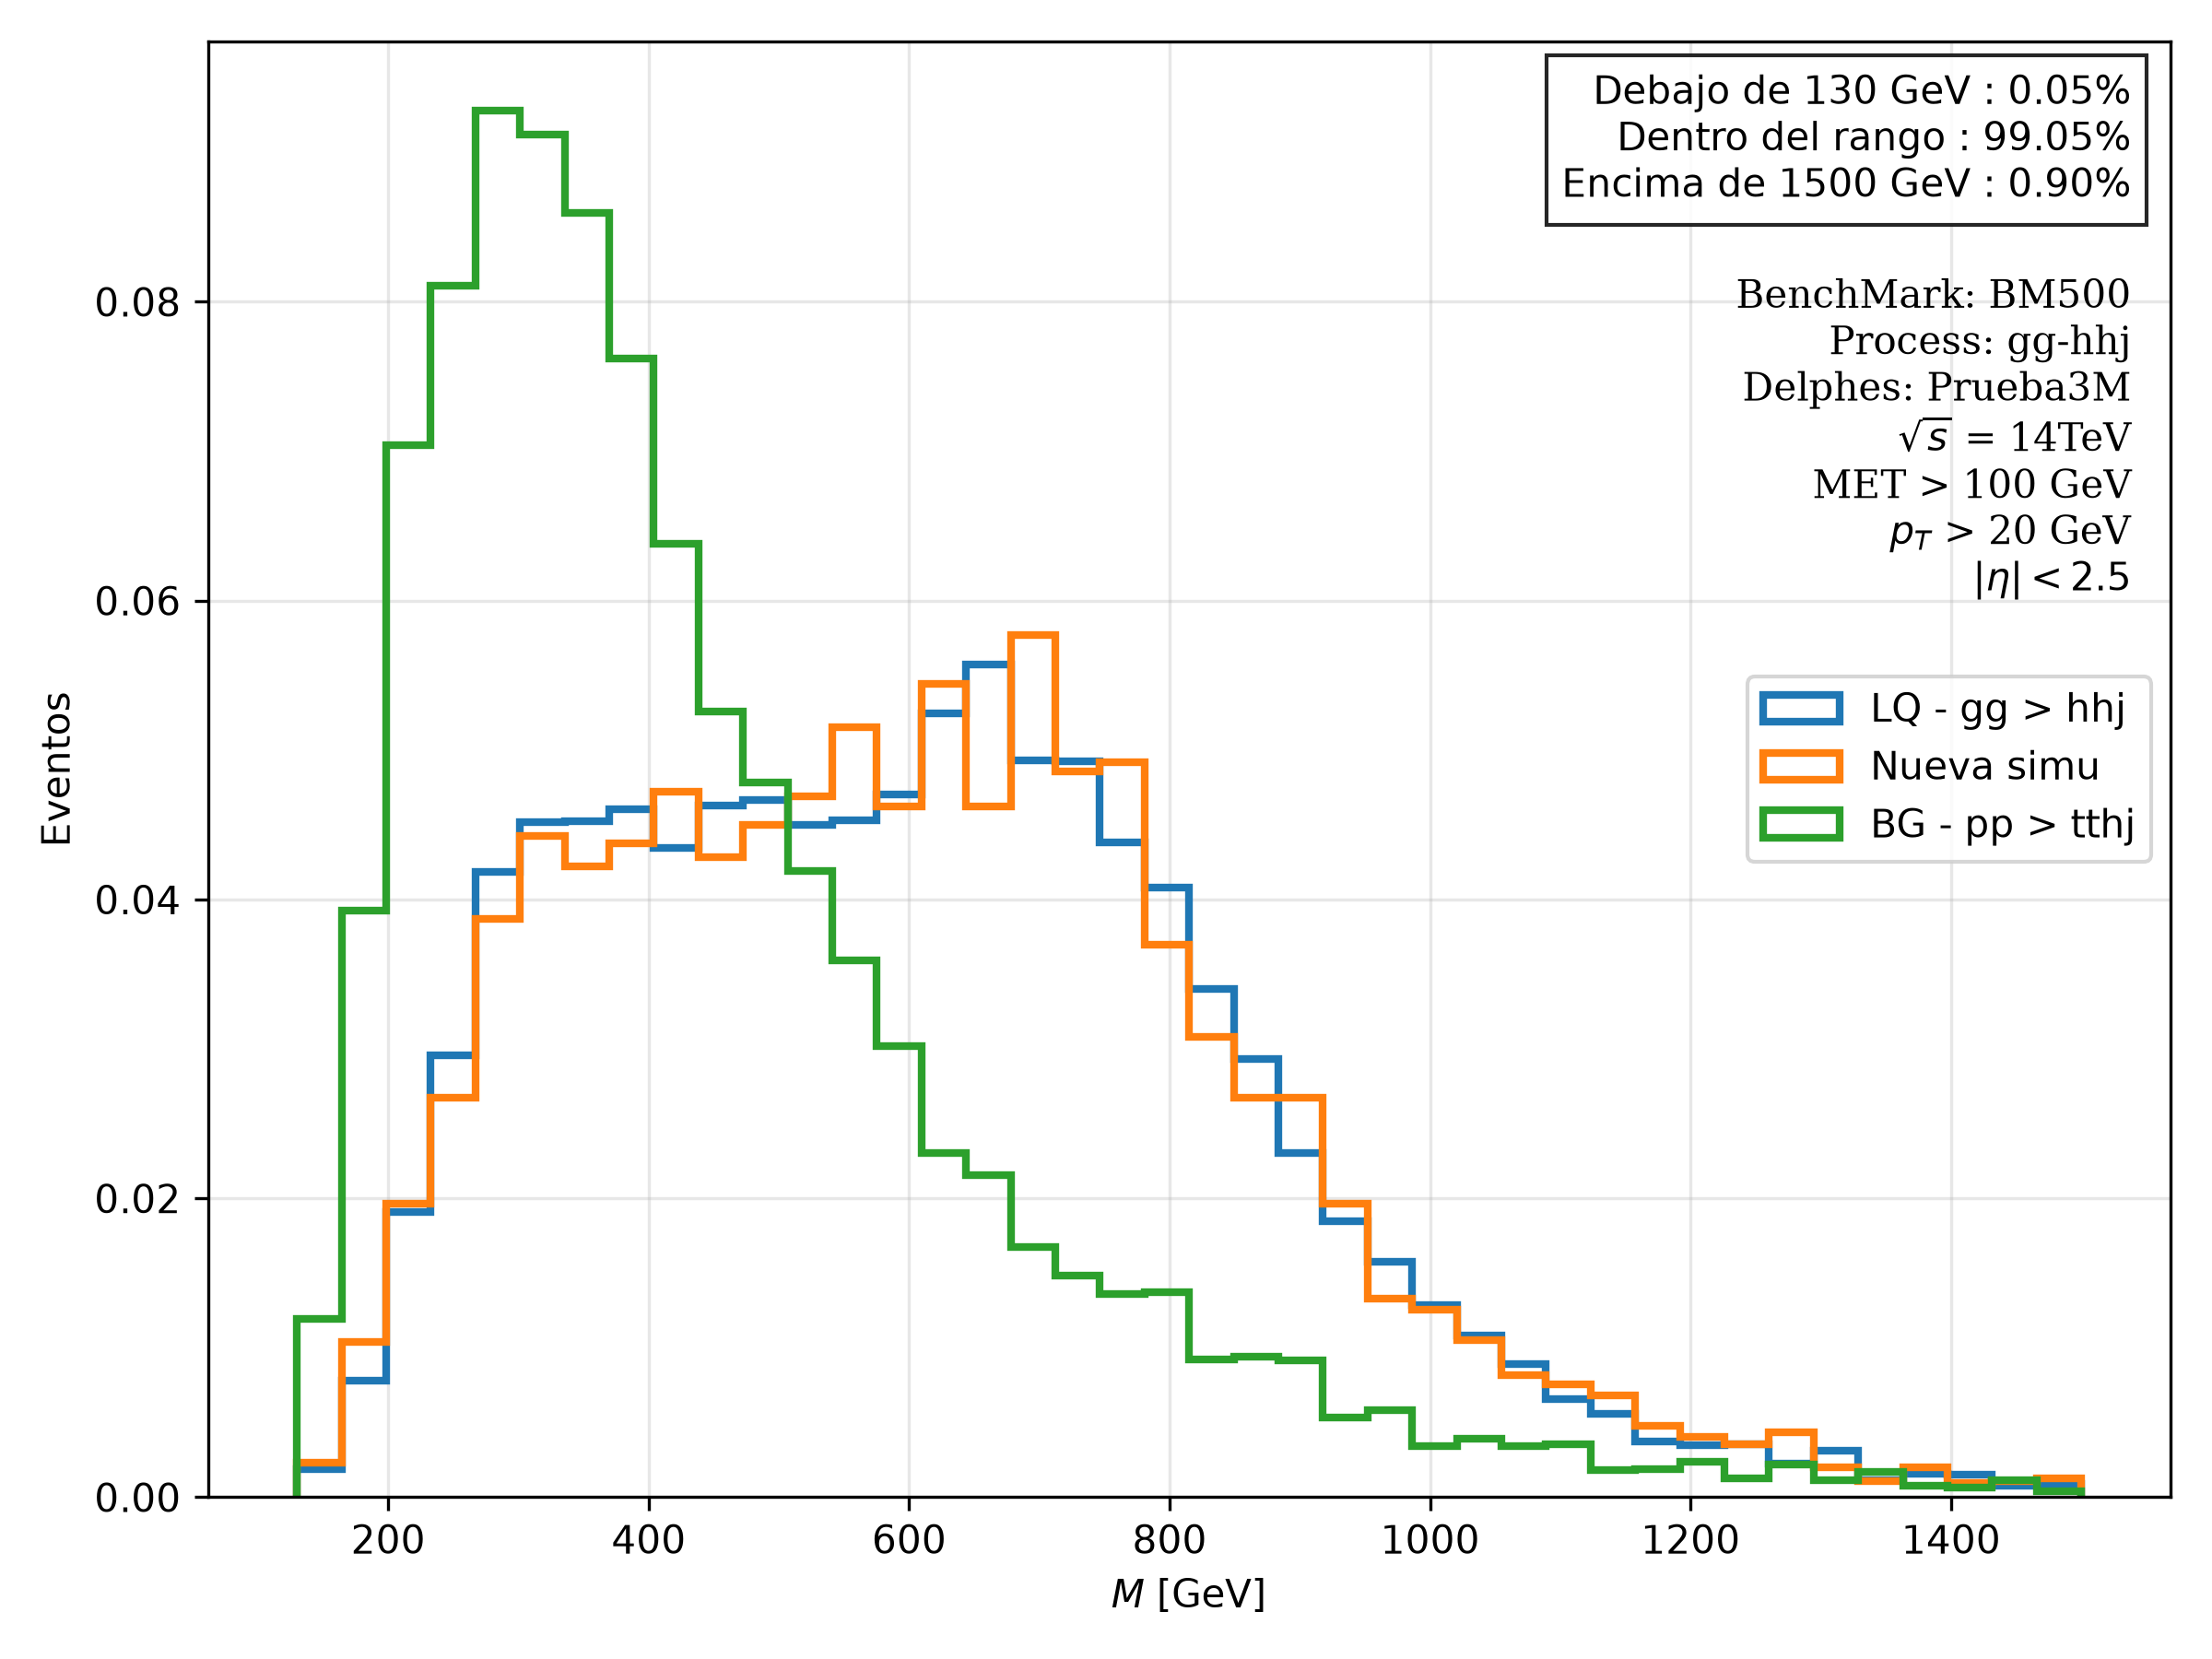 Debajo de 130 GeV : 0.05%
Dentro del rango : 99.05%
Encima de 1500 GeV : 0.90%
BenchMark: BM500
Process: gg-hhj
Delphes: Prueba3M
√s = 14TeV
MET > 100 GeV
p_T > 20 GeV
|η| < 2.5
LQ - gg > hhj
Nueva simu
BG - pp > tthj
Eventos
0.08
0.06
0.04
0.02
0.00
200 400 600 800 1000 1200 1400
M [GeV]